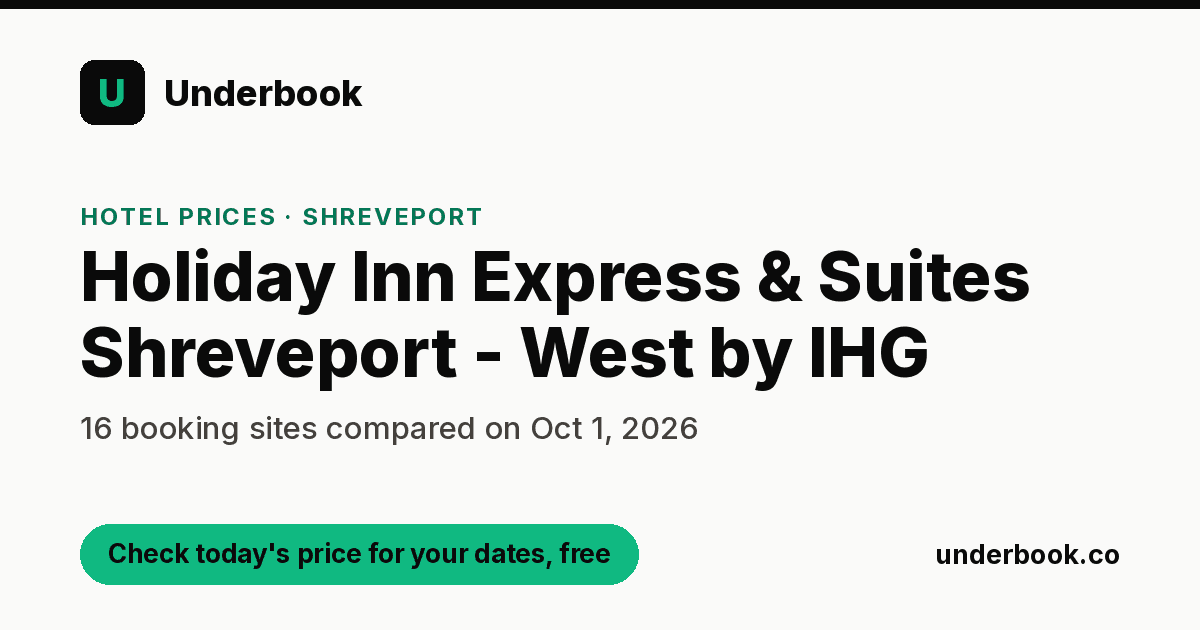 U
Underbook
HOTEL PRICES · SHREVEPORT
Holiday Inn Express & Suites
Shreveport - West by IHG
16 booking sites compared on Oct 1, 2026
Check today's price for your dates, free
underbook.co